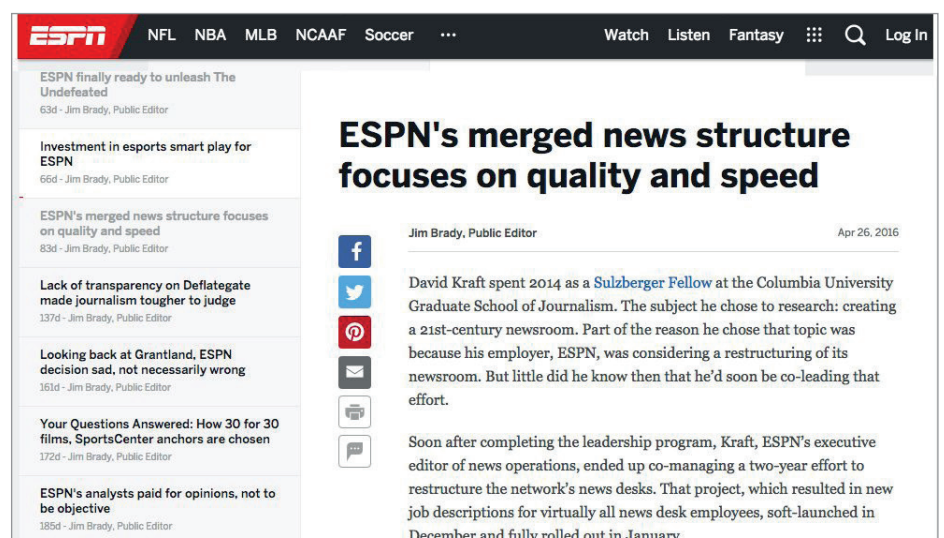 ESPN NFL NBA MLB NCAAF Soccer ••• Watch Listen Fantasy Log In
ESPN finally ready to unleash The
Undefeated
63d - Jim Brady, Public Editor
Investment in esports smart play for
ESPN
66d - Jim Brady, Public Editor
ESPN's merged news structure focuses
on quality and speed
83d - Jim Brady, Public Editor
Lack of transparency on Deflategate
made journalism tougher to judge
137d - Jim Brady, Public Editor
Looking back at Grantland, ESPN
decision sad, not necessarily wrong
161d - Jim Brady, Public Editor
Your Questions Answered: How 30 for 30
films, SportsCenter anchors are chosen
172d - Jim Brady, Public Editor
ESPN's analysts paid for opinions, not to
be objective
185d - Jim Brady, Public Editor
ESPN's merged news structure
focuses on quality and speed
Jim Brady, Public Editor Apr 26, 2016
David Kraft spent 2014 as a Sulzberger Fellow at the Columbia University
Graduate School of Journalism. The subject he chose to research: creating
a 21st-century newsroom. Part of the reason he chose that topic was
because his employer, ESPN, was considering a restructuring of its
newsroom. But little did he know then that he'd soon be co-leading that
effort.
Soon after completing the leadership program, Kraft, ESPN's executive
editor of news operations, ended up co-managing a two-year effort to
restructure the network's news desks. That project, which resulted in new
job descriptions for virtually all news desk employees, soft-launched in
December and fully rolled out in January.